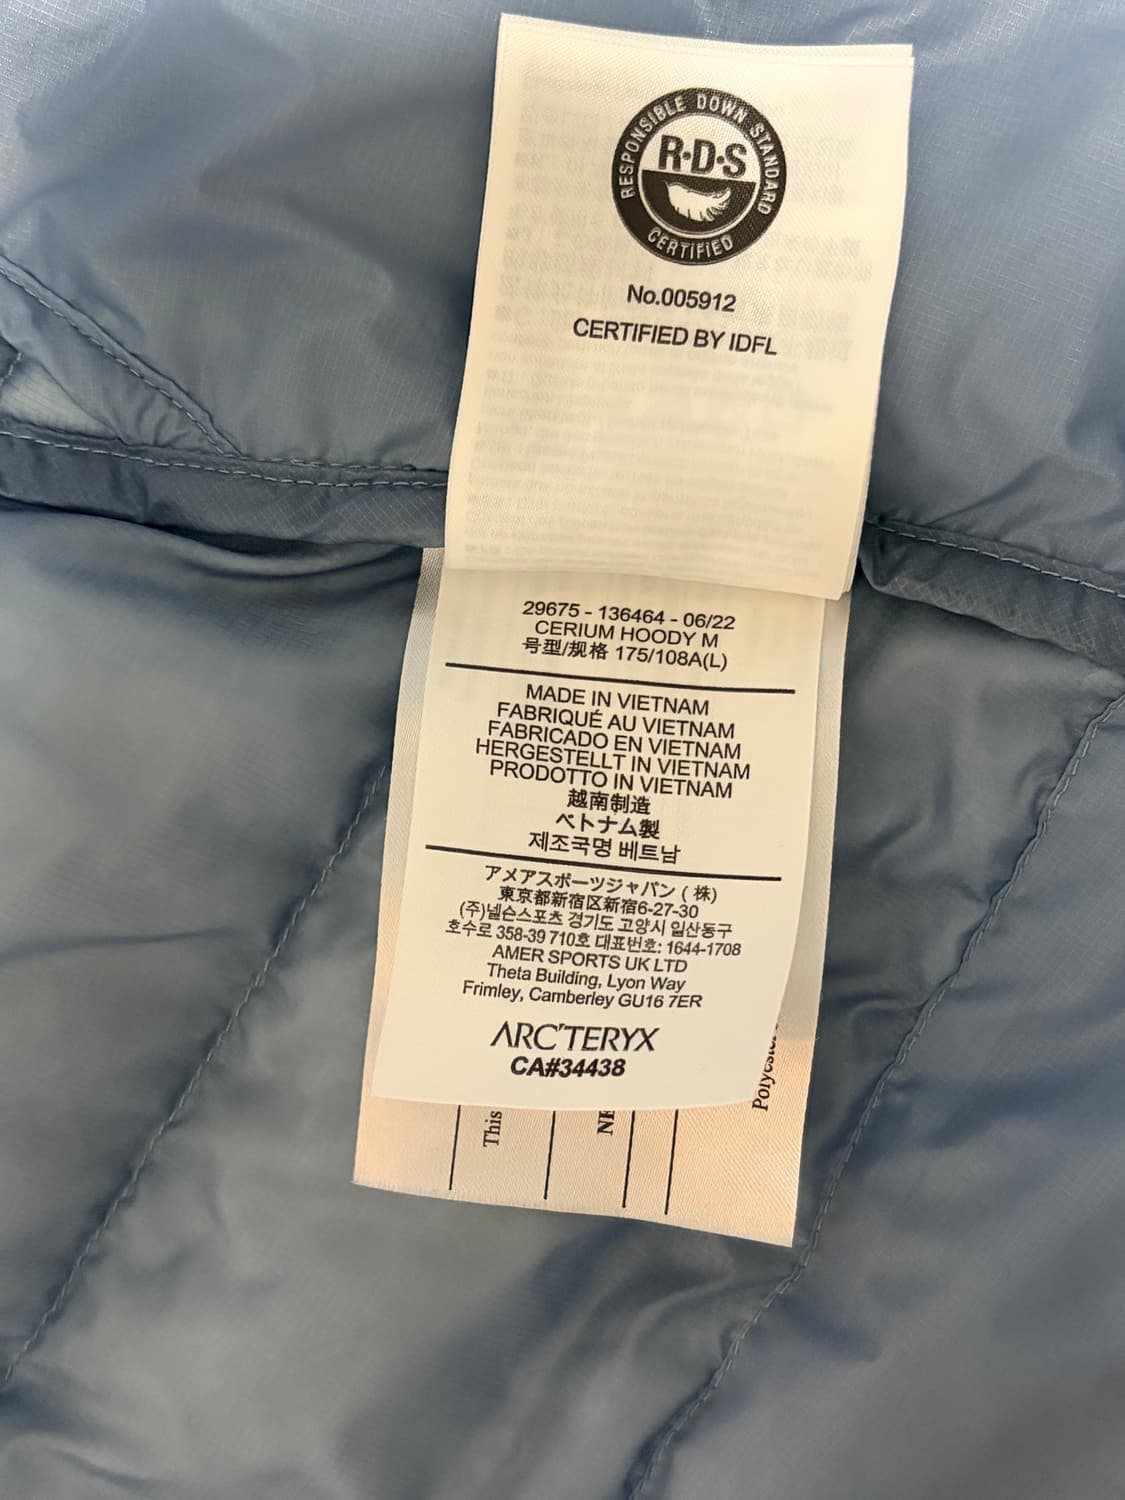 RESPONSIBLE DOWN STANDARD
R·D·S
CERTIFIED
No.005912
CERTIFIED BY IDFL
29675 - 136464 - 06/22
CERIUM HOODY M
号型/规格 175/108A(L)
MADE IN VIETNAM
FABRIQUÉ AU VIETNAM
FABRICADO EN VIETNAM
HERGESTELLT IN VIETNAM
PRODOTTO IN VIETNAM
越南制造
ベトナム製
제조국명 베트남
アメアスポーツジャパン ( 株)
東京都新宿区新宿6-27-30
(주)넬슨스포츠 경기도 고양시 일산동구
호수로 358-39 710호 대표번호: 1644-1708
AMER SPORTS UK LTD
Theta Building, Lyon Way
Frimley, Camberley GU16 7ER
ARC'TERYX
CA#34438
This
Polyester